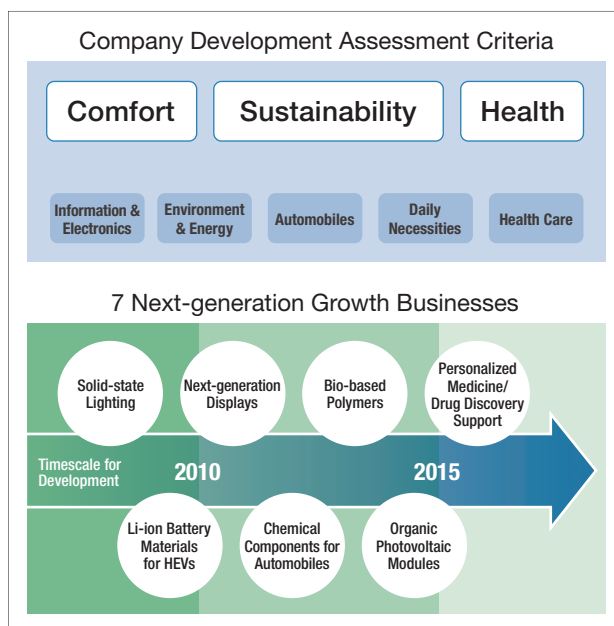 Company Development Assessment Criteria
Comfort
Sustainability
Health
Information &
Electronics
Environment
& Energy
Automobiles
Daily
Necessities
Health Care
7 Next-generation Growth Businesses
Solid-state
Lighting
Next-generation
Displays
Bio-based
Polymers
Personalized
Medicine/
Drug Discovery
Support
Timescale for
Development
2010
2015
Li-ion Battery
Materials
for HEVs
Chemical
Components for
Automobiles
Organic
Photovoltaic
Modules